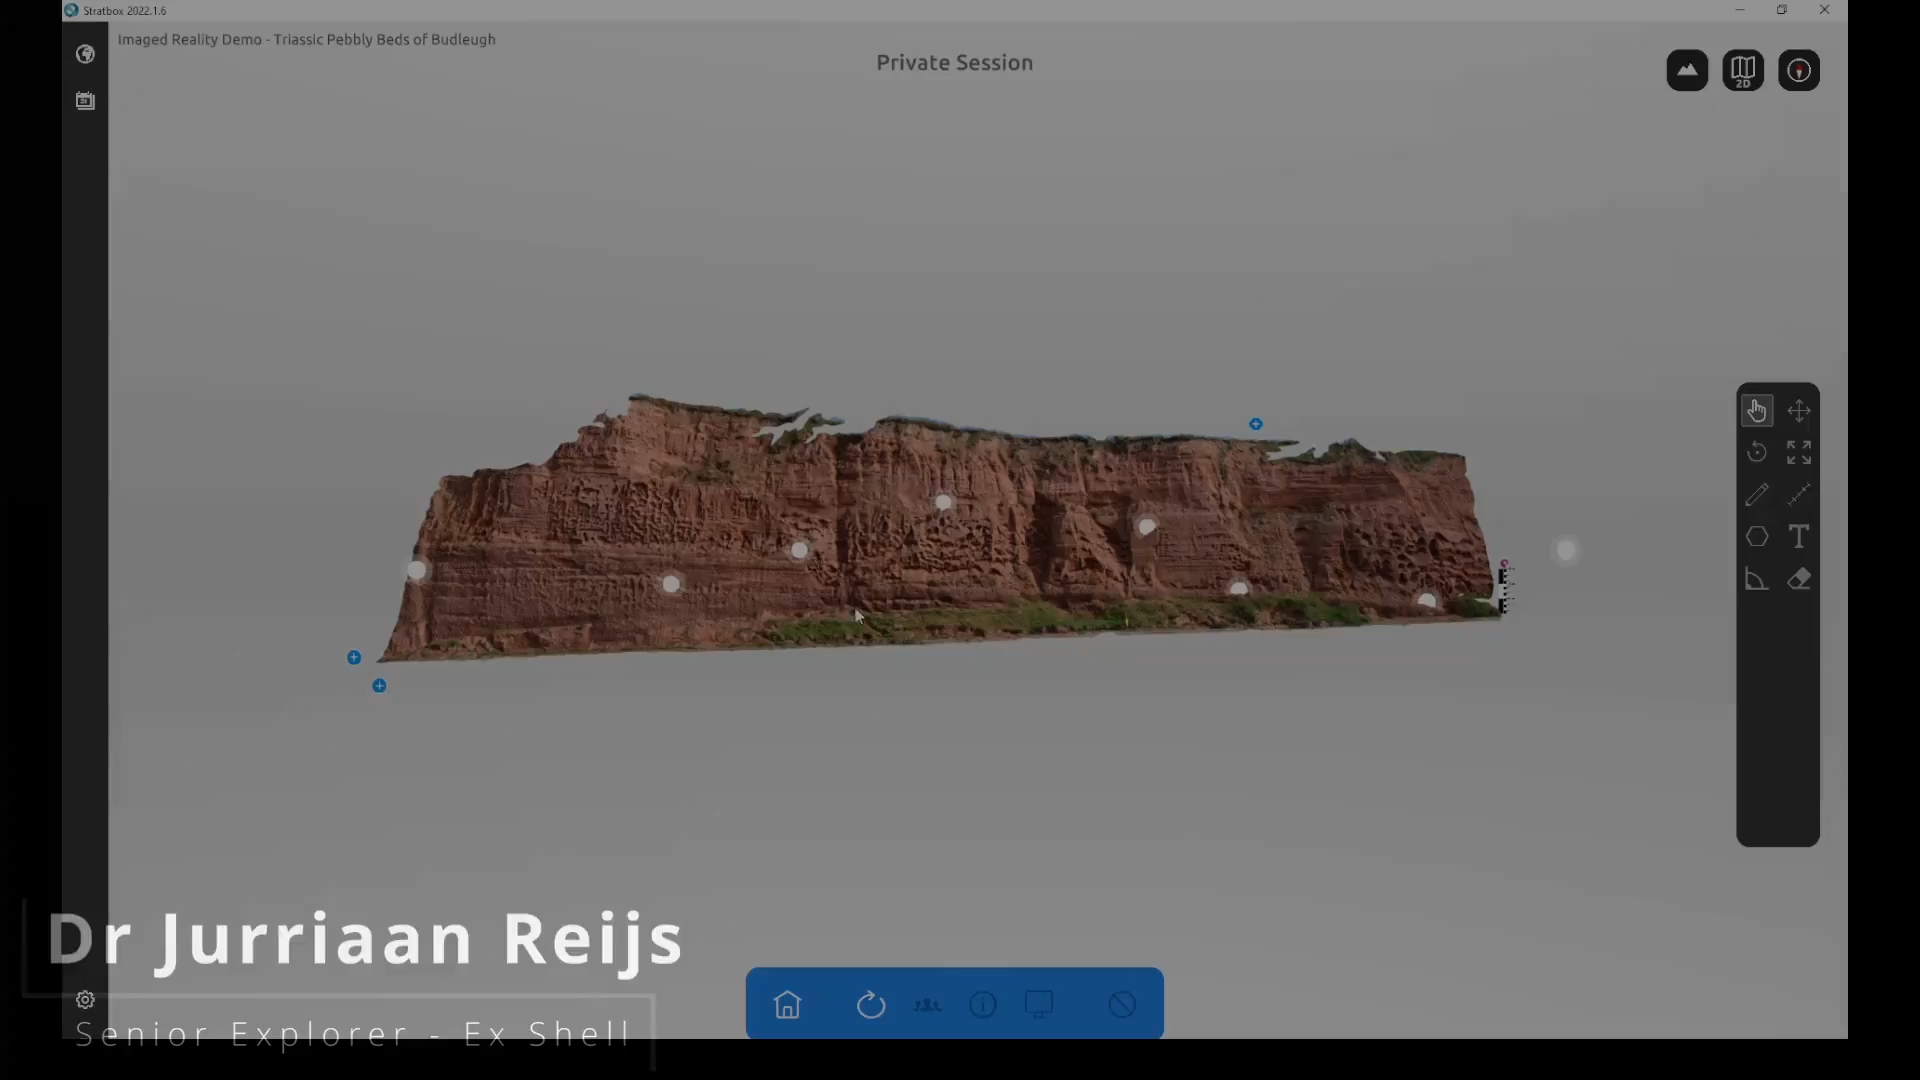 Stratbox 2022.1.6
Imaged Reality Demo - Triassic Pebbly Beds of Budleugh
Private Session
2D
T
Dr Jurriaan Reijs
Senior Explorer - Ex Shell